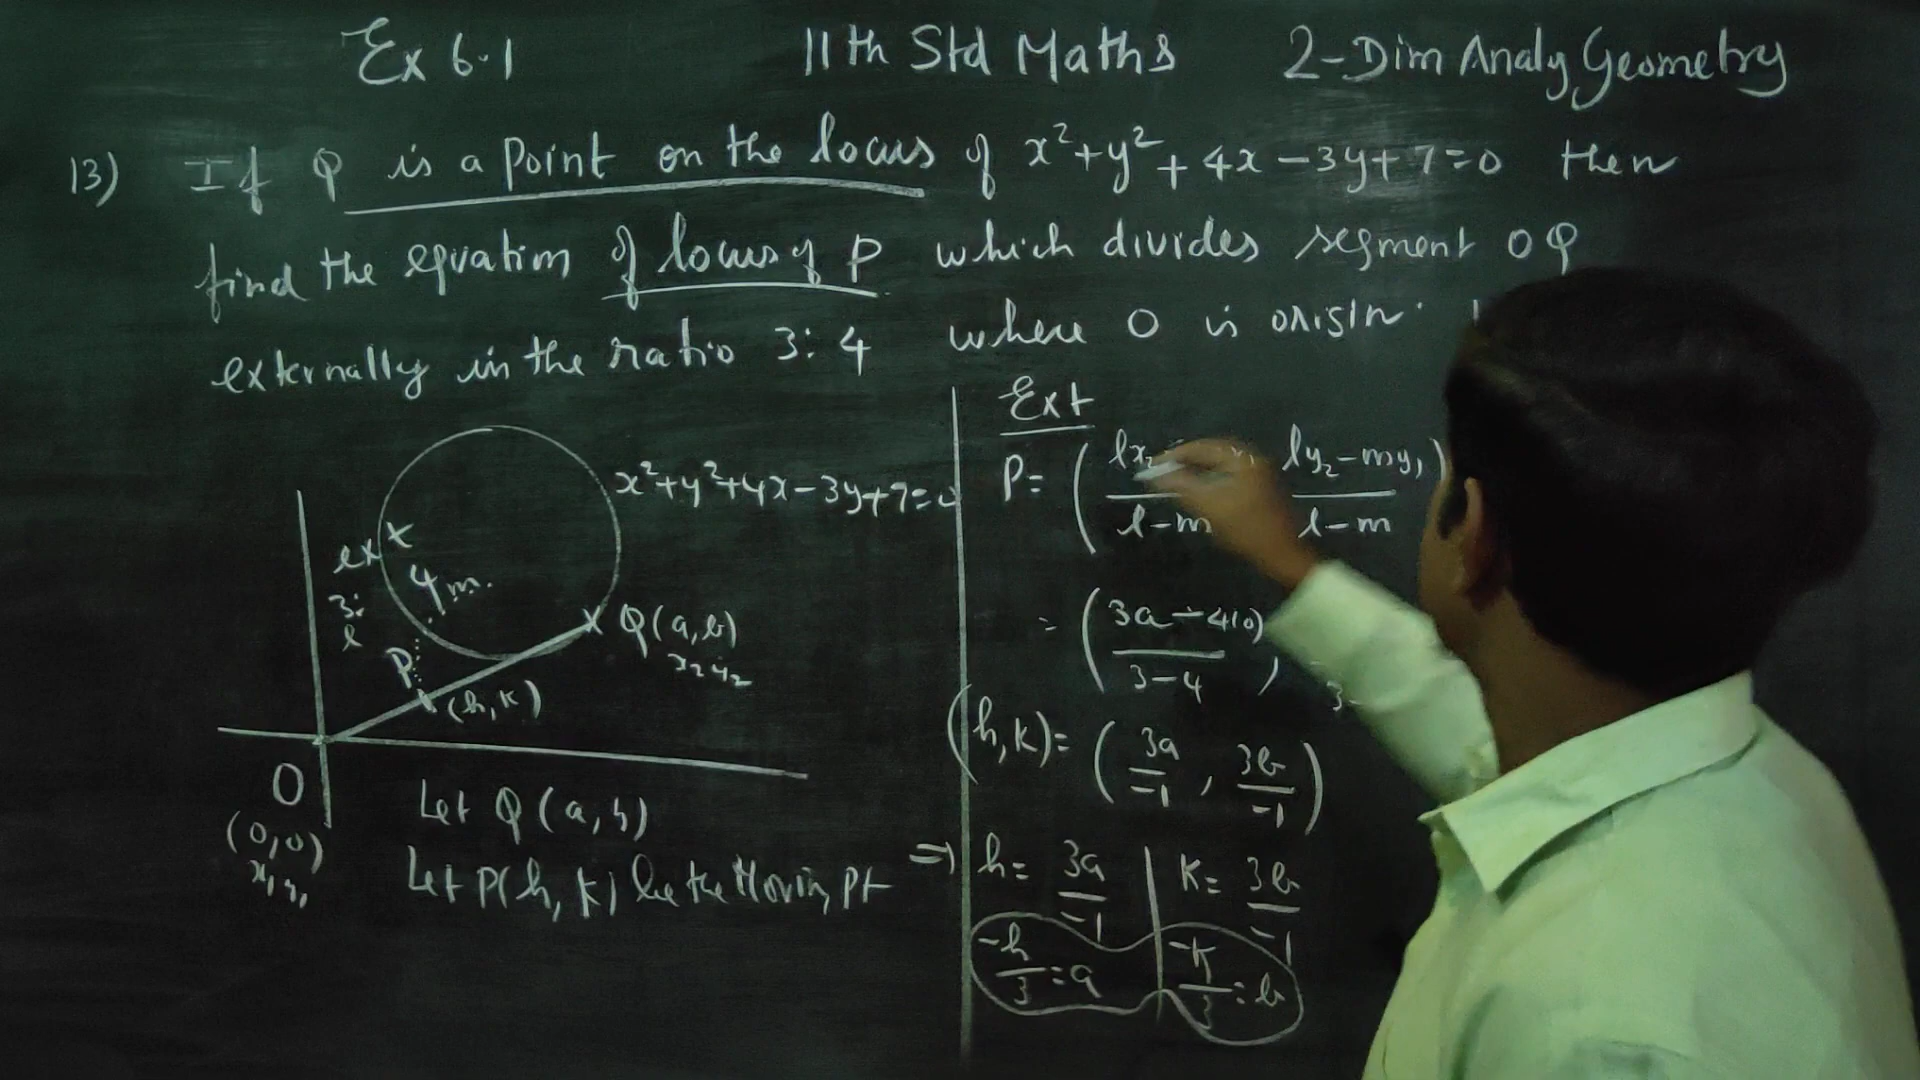 Ex 6.1 11th Std Maths 2-Dim Analy Geometry
13) If Q is a point on the locus of x²+y²+4x-3y+7=0 then
find the equation of locus of P which divides segment OQ
externally in the ratio 3:4 where O is origin.
x²+y²+4x-3y+7=0
ex
4 m.
3:
l
P
(h,k)
Q(a,b)
x₂y₂
O
(0,0)
x₁y₁
Let Q(a,b)
Let P(h,k) be the Moving pt
Ext
P= (lx₂ / l-m ly₂-my₁ / l-m)
= (3a-4(0) / 3-4 , 3-
(h,k)= (3a/-1 , 3b/-1)
=> h= 3a/-1 | k= 3b/-1
-h/3 =a | -k/3 =b